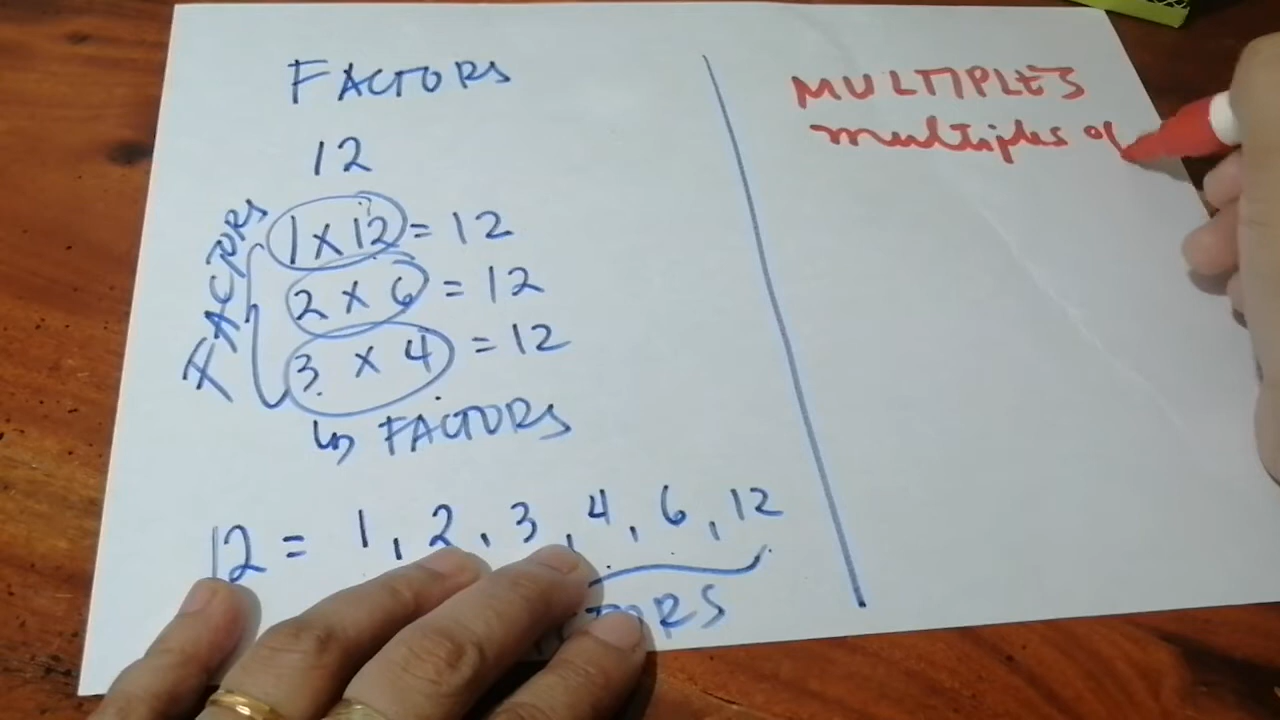 FACTORS
12
FACTORS
1 x 12 = 12
2 x 6 = 12
3 x 4 = 12
↳ FACTORS
12 = 1, 2, 3, 4, 6, 12
MULTIPLES
multiples of